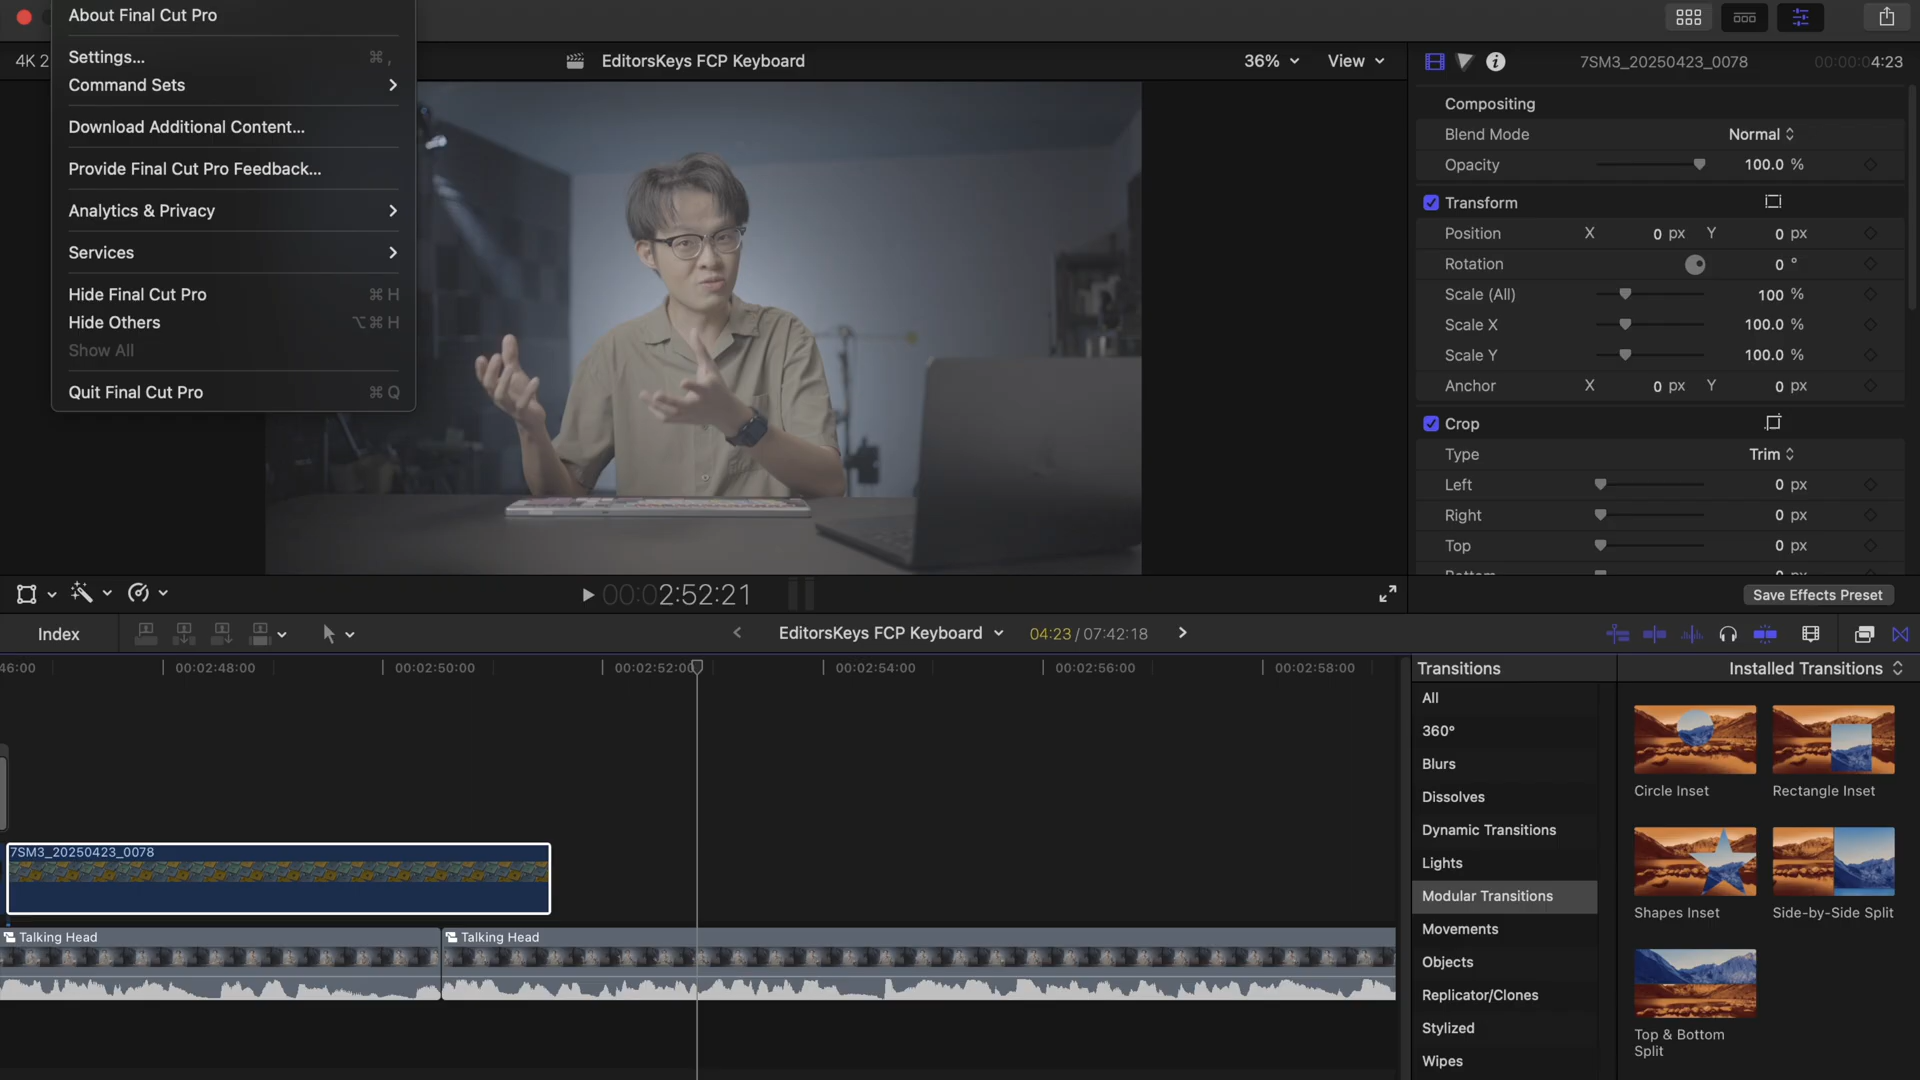 About Final Cut Pro
Settings... ⌘ ,
Command Sets
Download Additional Content...
Provide Final Cut Pro Feedback...
Analytics & Privacy
Services
Hide Final Cut Pro ⌘ H
Hide Others ⌥ ⌘ H
Show All
Quit Final Cut Pro ⌘ Q
4K 2
EditorsKeys FCP Keyboard
36%
View
7SM3_20250423_0078
00:00:04:23
Compositing
Blend Mode Normal
Opacity 100.0 %
Transform
Position X 0 px Y 0 px
Rotation 0 °
Scale (All) 100 %
Scale X 100.0 %
Scale Y 100.0 %
Anchor X 0 px Y 0 px
Crop
Type Trim
Left 0 px
Right 0 px
Top 0 px
00:02:52:21
Save Effects Preset
Index
EditorsKeys FCP Keyboard
04:23 / 07:42:18
46:00
00:02:48:00
00:02:50:00
00:02:54:00
00:02:56:00
00:02:58:00
7SM3_20250423_0078
Talking Head
Talking Head
Transitions
Installed Transitions
All
360°
Blurs
Dissolves
Dynamic Transitions
Lights
Modular Transitions
Movements
Objects
Replicator/Clones
Stylized
Wipes
Circle Inset
Rectangle Inset
Shapes Inset
Side-by-Side Split
Top & Bottom
Split